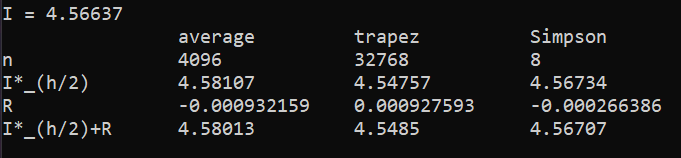 I = 4.56637
average trapez Simpson
n 4096 32768 8
I*_(h/2) 4.58107 4.54757 4.56734
R -0.000932159 0.000927593 -0.000266386
I*_(h/2)+R 4.58013 4.5485 4.56707